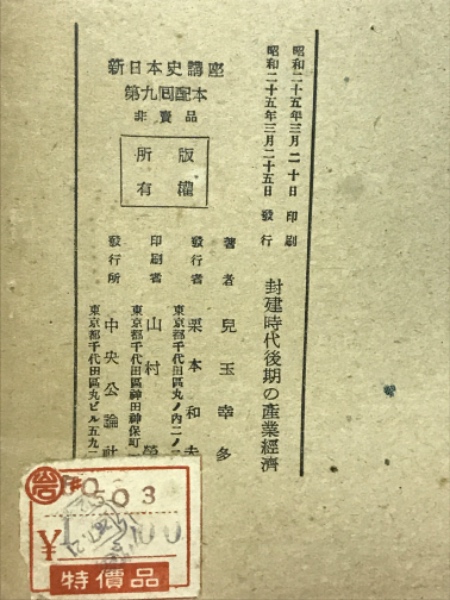 昭和二十五年三月二十日 印刷
昭和二十五年三月二十五日 發行
封建時代後期の産業經濟
著者 兒玉幸多
發行者 栗本和夫
東京都千代田區丸ノ内二ノ二
印刷者 山村榮
東京都千代田區神田神保町一
發行所 中央公論社
東京都千代田區丸ビル五九二
新日本史講座
第九回配本
非賣品
版權
所有
503
¥
00
特價品